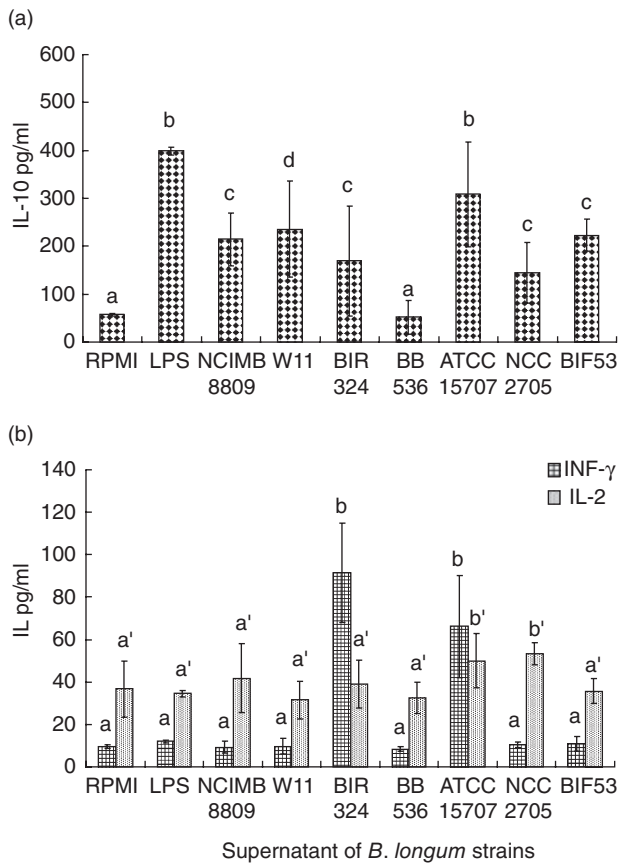 (a)
600
500
400
300
200
100
0
IL-10 pg/ml
a
b
c
d
c
a
b
c
c
RPMI LPS NCIMB 8809 W11 BIR 324 BB 536 ATCC 15707 NCC 2705 BIF53
(b)
140
120
100
80
60
40
20
0
IL pg/ml
INF-γ
IL-2
a a'
a a'
a a'
a a'
b a'
a a'
b b'
a b'
a a'
RPMI LPS NCIMB 8809 W11 BIR 324 BB 536 ATCC 15707 NCC 2705 BIF53
Supernatant of B. longum strains